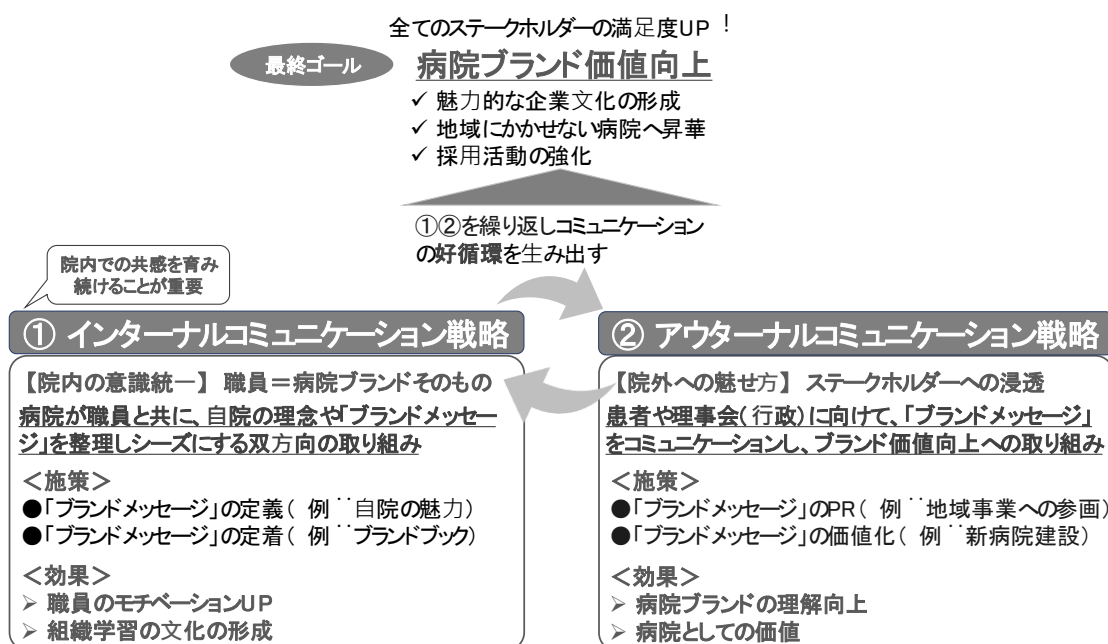 全てのステークホルダーの満足度UP！
最終ゴール
病院ブランド価値向上
✓ 魅力的な企業文化の形成
✓ 地域にかかせない病院へ昇華
✓ 採用活動の強化
①②を繰り返しコミュニケーション
の好循環を生み出す
院内での共感を育み
続けることが重要
① インターナルコミュニケーション戦略
【院内の意識統一】 職員＝病院ブランドそのもの
病院が職員と共に、自院の理念や「ブランドメッセー
ジ」を整理しシーズにする双方向の取り組み
＜施策＞
●「ブランドメッセージ」の定義（ 例¨自院の魅力）
●「ブランドメッセージ」の定着（ 例¨ブランドブック）
＜効果＞
➢ 職員のモチベーションUP
➢ 組織学習の文化の形成
② アウターナルコミュニケーション戦略
【院外への魅せ方】 ステークホルダーへの浸透
患者や理事会（行政）に向けて、「ブランドメッセージ」
をコミュニケーションし、ブランド価値向上への取り組み
＜施策＞
●「ブランドメッセージ」のPR（ 例¨地域事業への参画）
●「ブランドメッセージ」の価値化（ 例¨新病院建設）
＜効果＞
➢ 病院ブランドの理解向上
➢ 病院としての価値